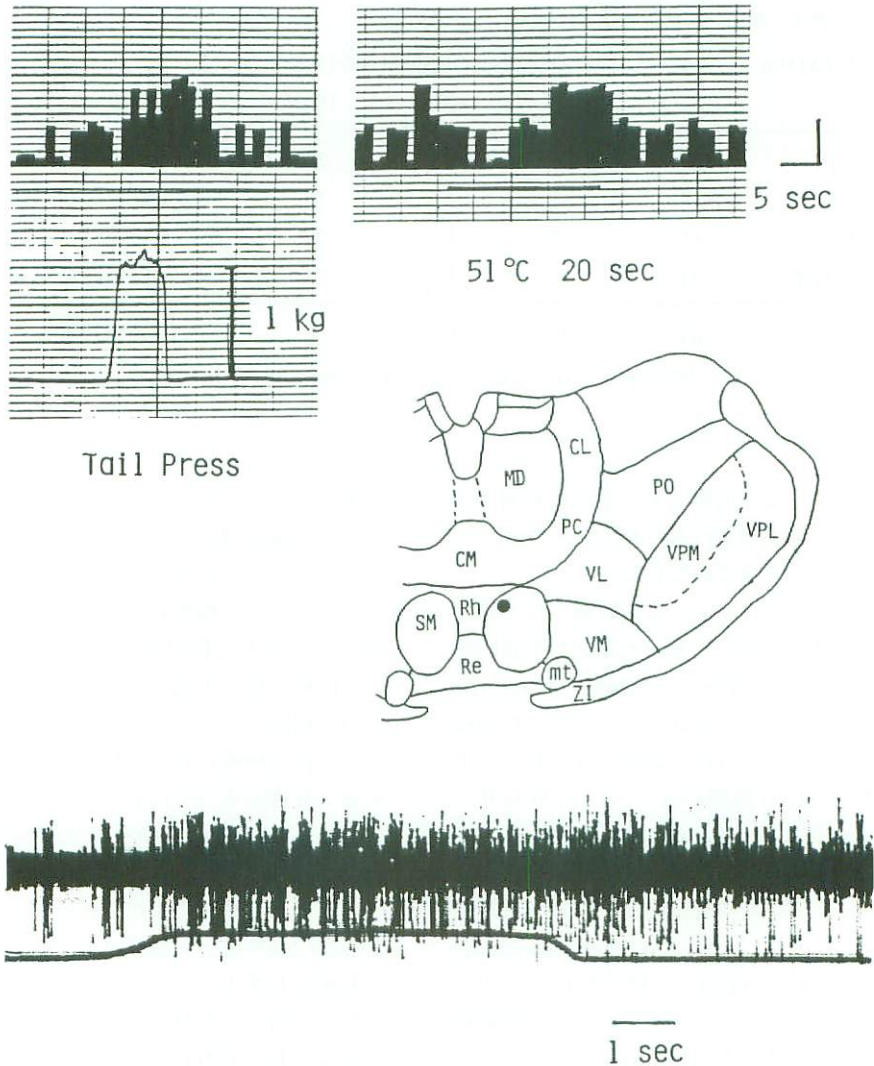 5 sec
51°C 20 sec
1 kg
Tail Press
CL
MD
PO
PC
VPL
VPM
CM
VL
Rh
SM
VM
Re
mt
ZI
1 sec